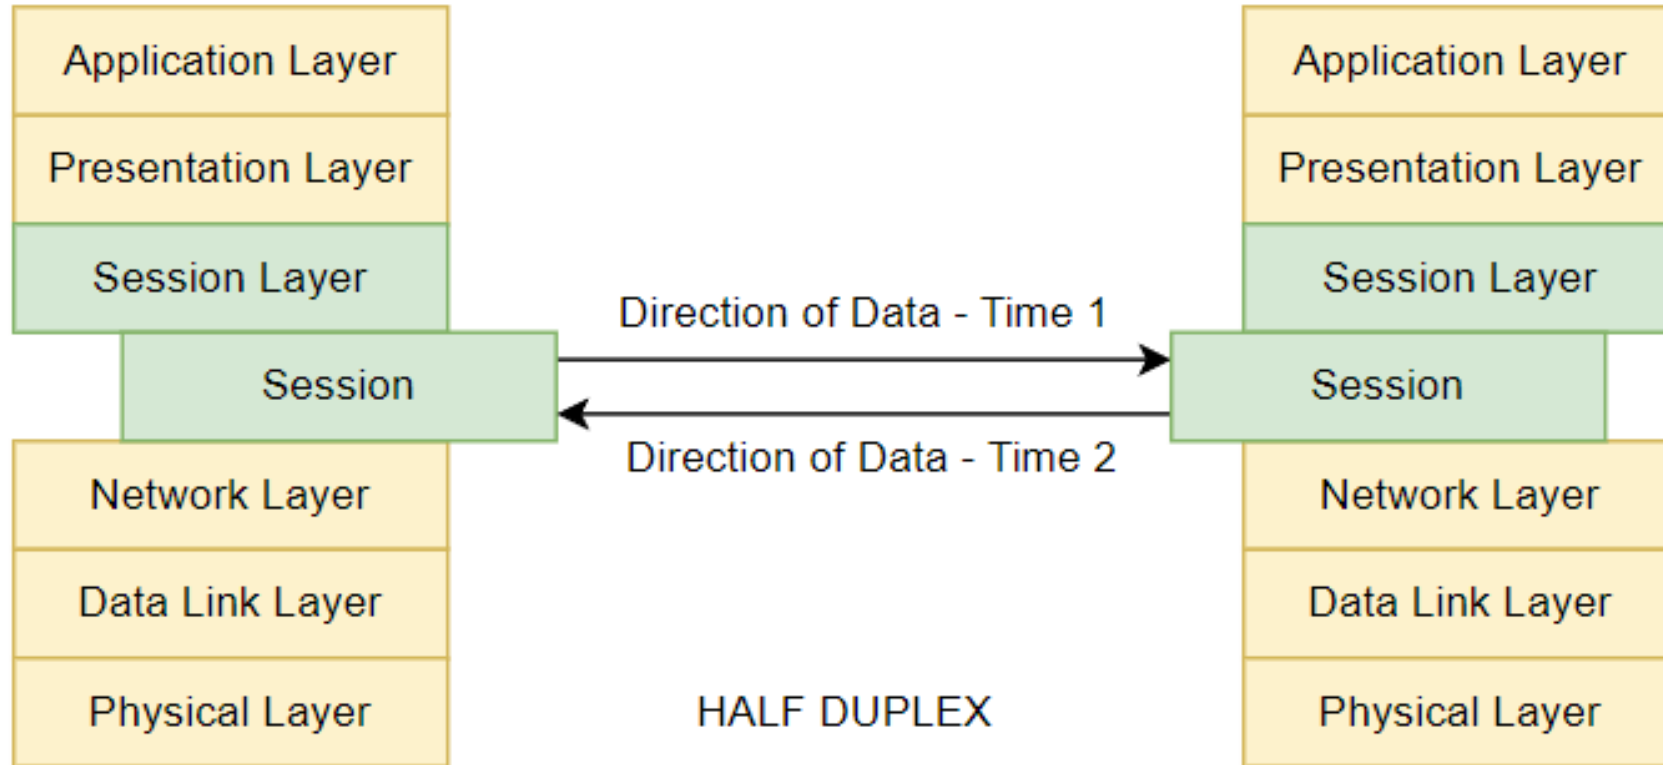 Application Layer
Presentation Layer
Session Layer
Session
Network Layer
Data Link Layer
Physical Layer
Direction of Data - Time 1
Direction of Data - Time 2
HALF DUPLEX
Application Layer
Presentation Layer
Session Layer
Session
Network Layer
Data Link Layer
Physical Layer